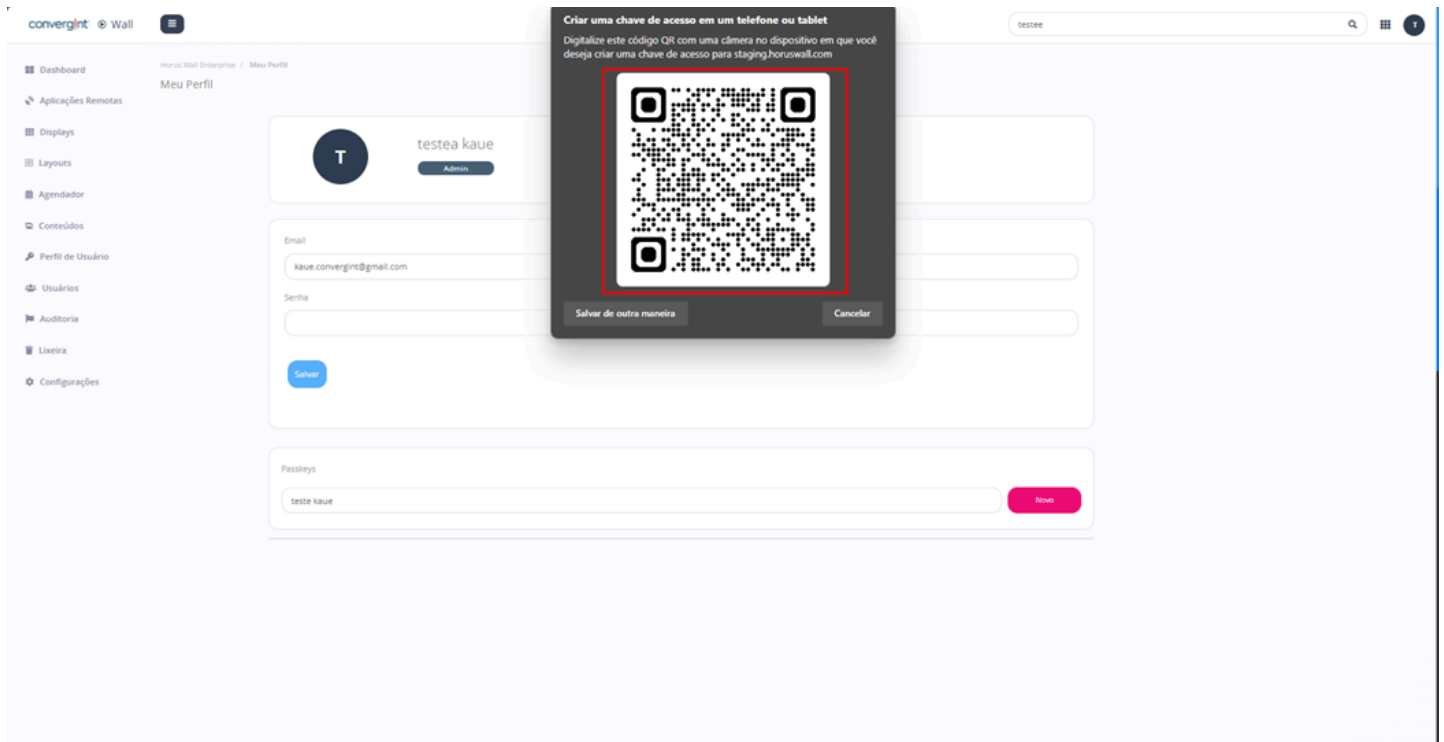 convergint Wall
testee
T
Criar uma chave de acesso em um telefone ou tablet
Digitalize este código QR com uma câmera no dispositivo em que você
deseja criar uma chave de acesso para staging.horuswall.com
Salvar de outra maneira
Cancelar
Dashboard
Aplicações Remotas
Displays
Layouts
Agendador
Conteúdos
Perfil de Usuário
Usuários
Auditoria
Lixeira
Configurações
Horus Wall Enterprise / Meu Perfil
Meu Perfil
T
testea kaue
Admin
Email
kaue.convergint@gmail.com
Senha
Salvar
Passkeys
teste kaue
Novo